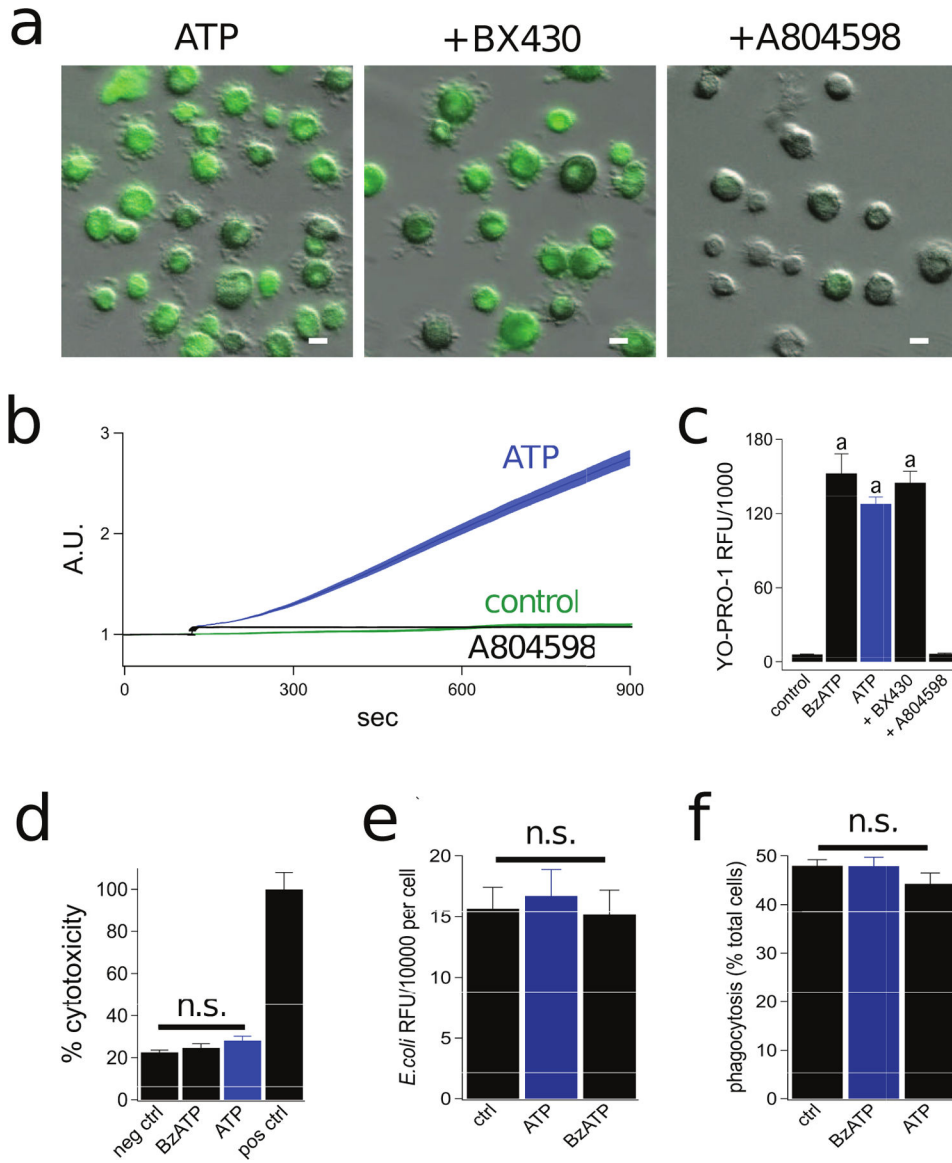 a
ATP
+BX430
+A804598
b
3
2
1
A.U.
ATP
control
A804598
0
300
600
900
sec
c
180
120
60
0
YO-PRO-1 RFU/1000
a
a
a
control
BzATP
ATP
+ BX430
+ A804598
d
100
80
60
40
20
0
% cytotoxicity
n.s.
neg ctrl
BzATP
ATP
pos ctrl
e
20
15
10
5
0
E.coli RFU/10000 per cell
n.s.
ctrl
ATP
BzATP
f
50
40
30
20
10
0
phagocytosis (% total cells)
n.s.
ctrl
BzATP
ATP